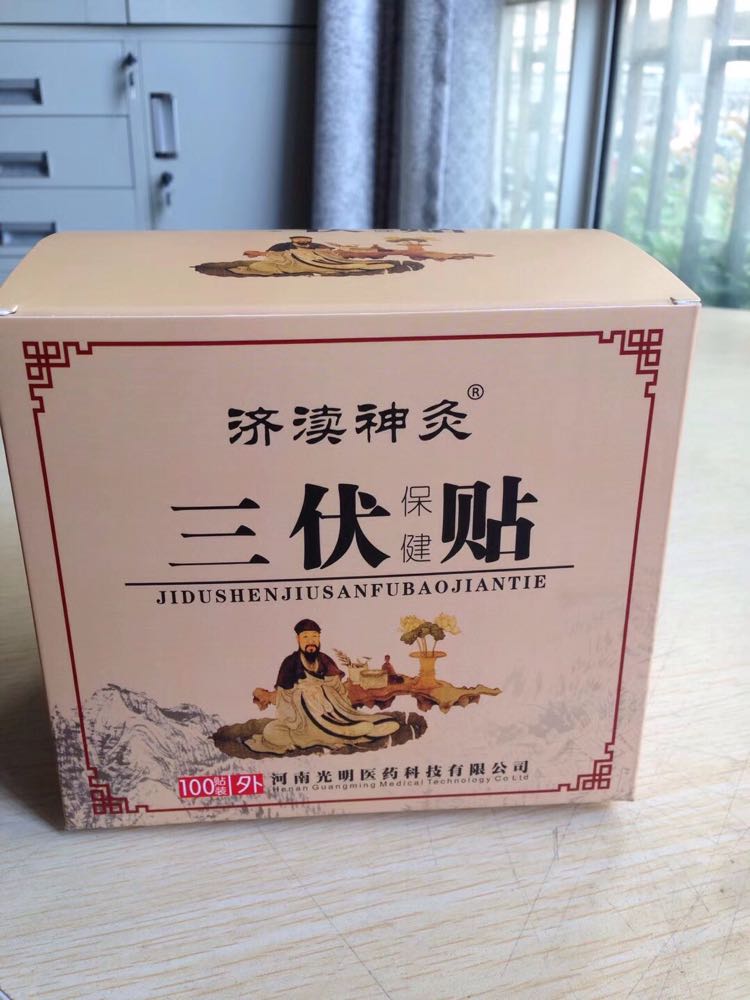 济渎神灸®
三伏保健贴
JIDUSHENJIUSANFUBAOJIANTIE
100贴装 外 河南光明医药科技有限公司
Henan Guangming Medical Technology Co Ltd